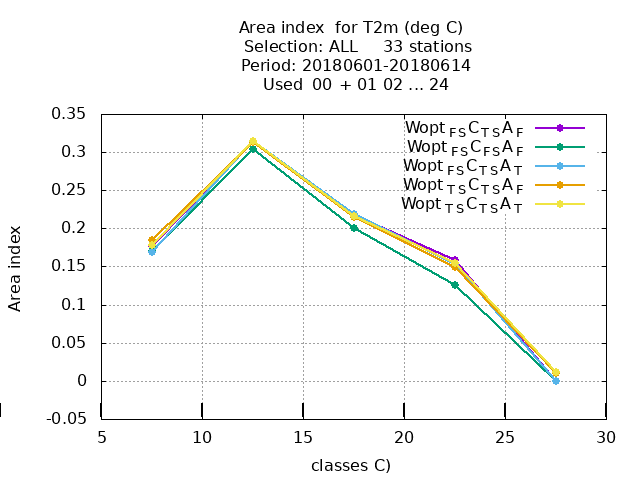 Area index  for T2m (deg C)
Selection: ALL     33 stations
Period: 20180601-20180614
Used  00 + 01 02 ... 24
0.35
0.3
0.25
0.2
0.15
0.1
0.05
0
-0.05
Area index
Wopt FS C TS A F
Wopt FS C FS A F
Wopt FS C TS A T
Wopt TS C TS A F
Wopt TS C TS A T
5 10 15 20 25 30
classes C)